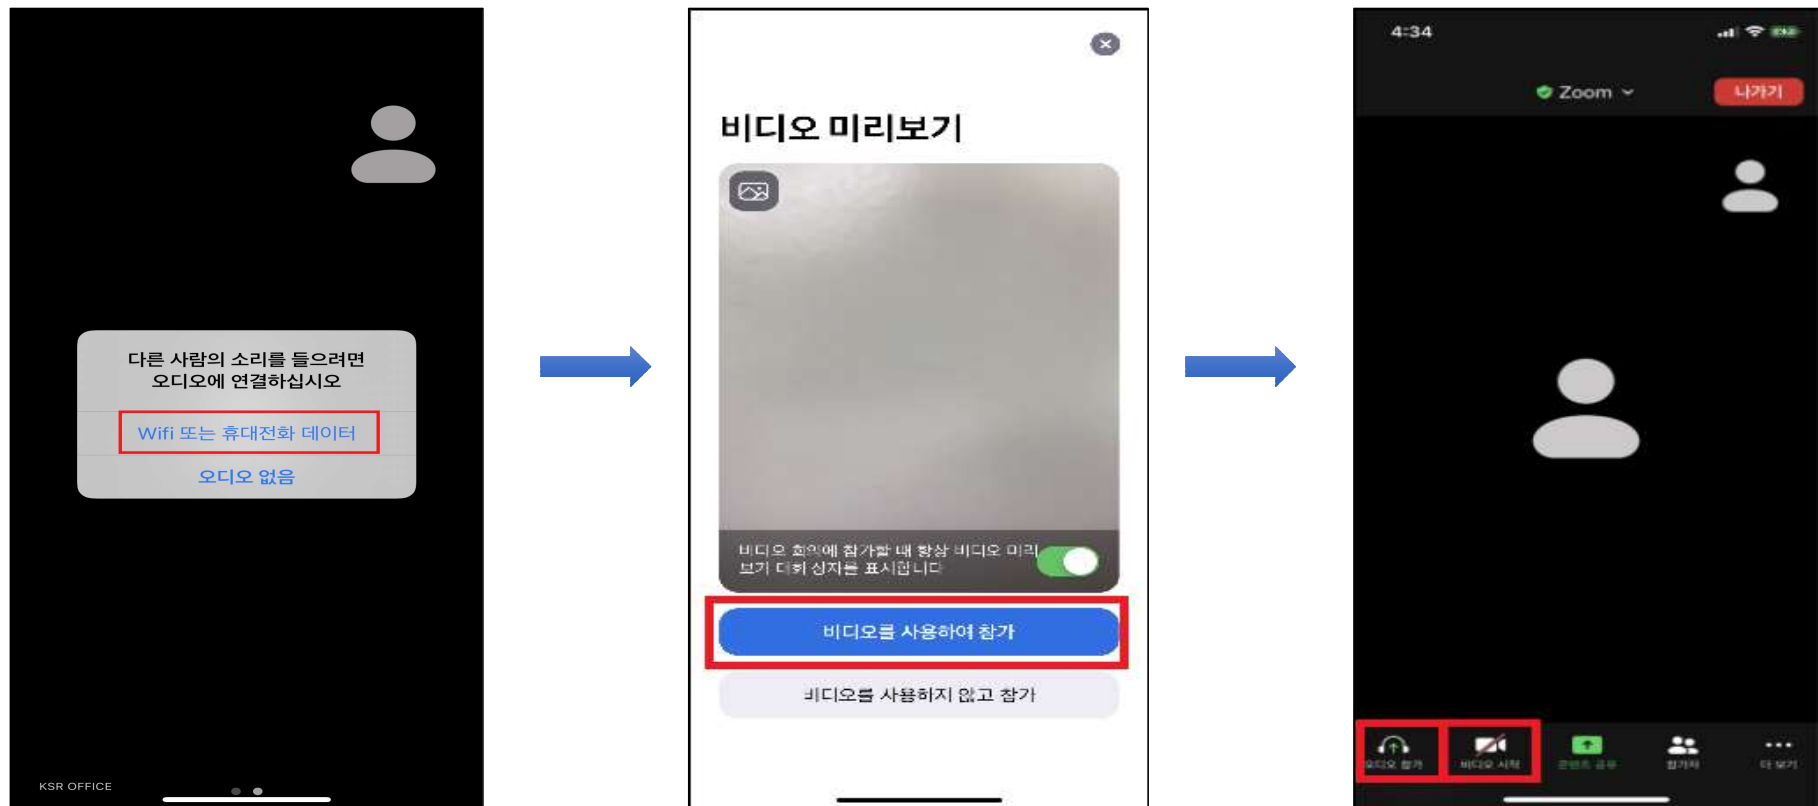 다른 사람의 소리를 들으려면
오디오에 연결하십시오
Wifi 또는 휴대전화 데이터
오디오 없음
KSR OFFICE
비디오 미리보기
비디오 회의에 참가할 때 항상 비디오 미리
보기 대화 상자를 표시합니다
비디오를 사용하여 참가
비디오를 사용하지 않고 참가
4:34
Zoom
나가기
오디오 참가
비디오 시작
콘텐츠 공유
참가자
더 보기